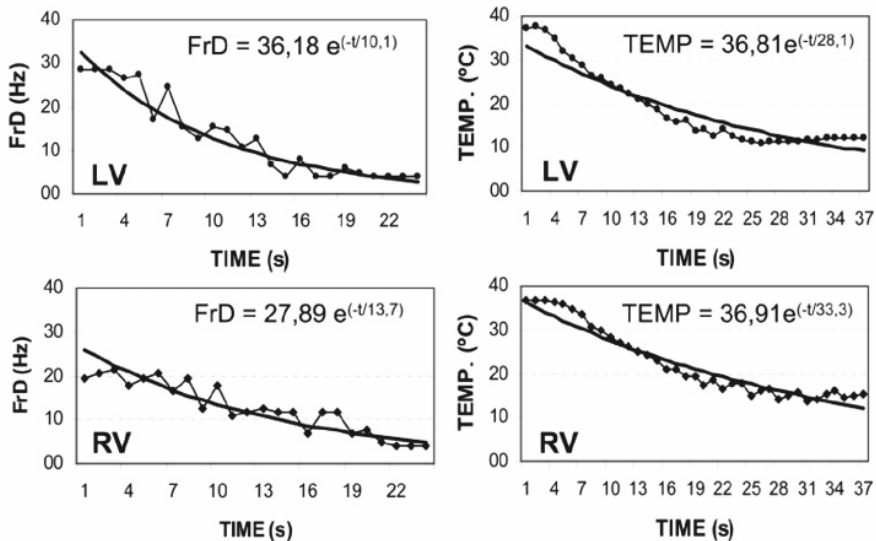 40
30
20
10
00
FrD (Hz)
FrD = 36,18 e(-t/10,1)
LV
1 4 7 10 13 16 19 22
TIME (s)
40
30
20
10
00
TEMP. (ºC)
TEMP = 36,81e(-t/28,1)
LV
1 4 7 10 13 16 19 22 25 28 31 34 37
TIME (s)
40
30
20
10
00
FrD (Hz)
FrD = 27,89 e(-t/13,7)
RV
1 4 7 10 13 16 19 22
TIME (s)
40
30
20
10
00
TEMP. (ºC)
TEMP = 36,91e(-t/33,3)
RV
1 4 7 10 13 16 19 22 25 28 31 34 37
TIME (s)